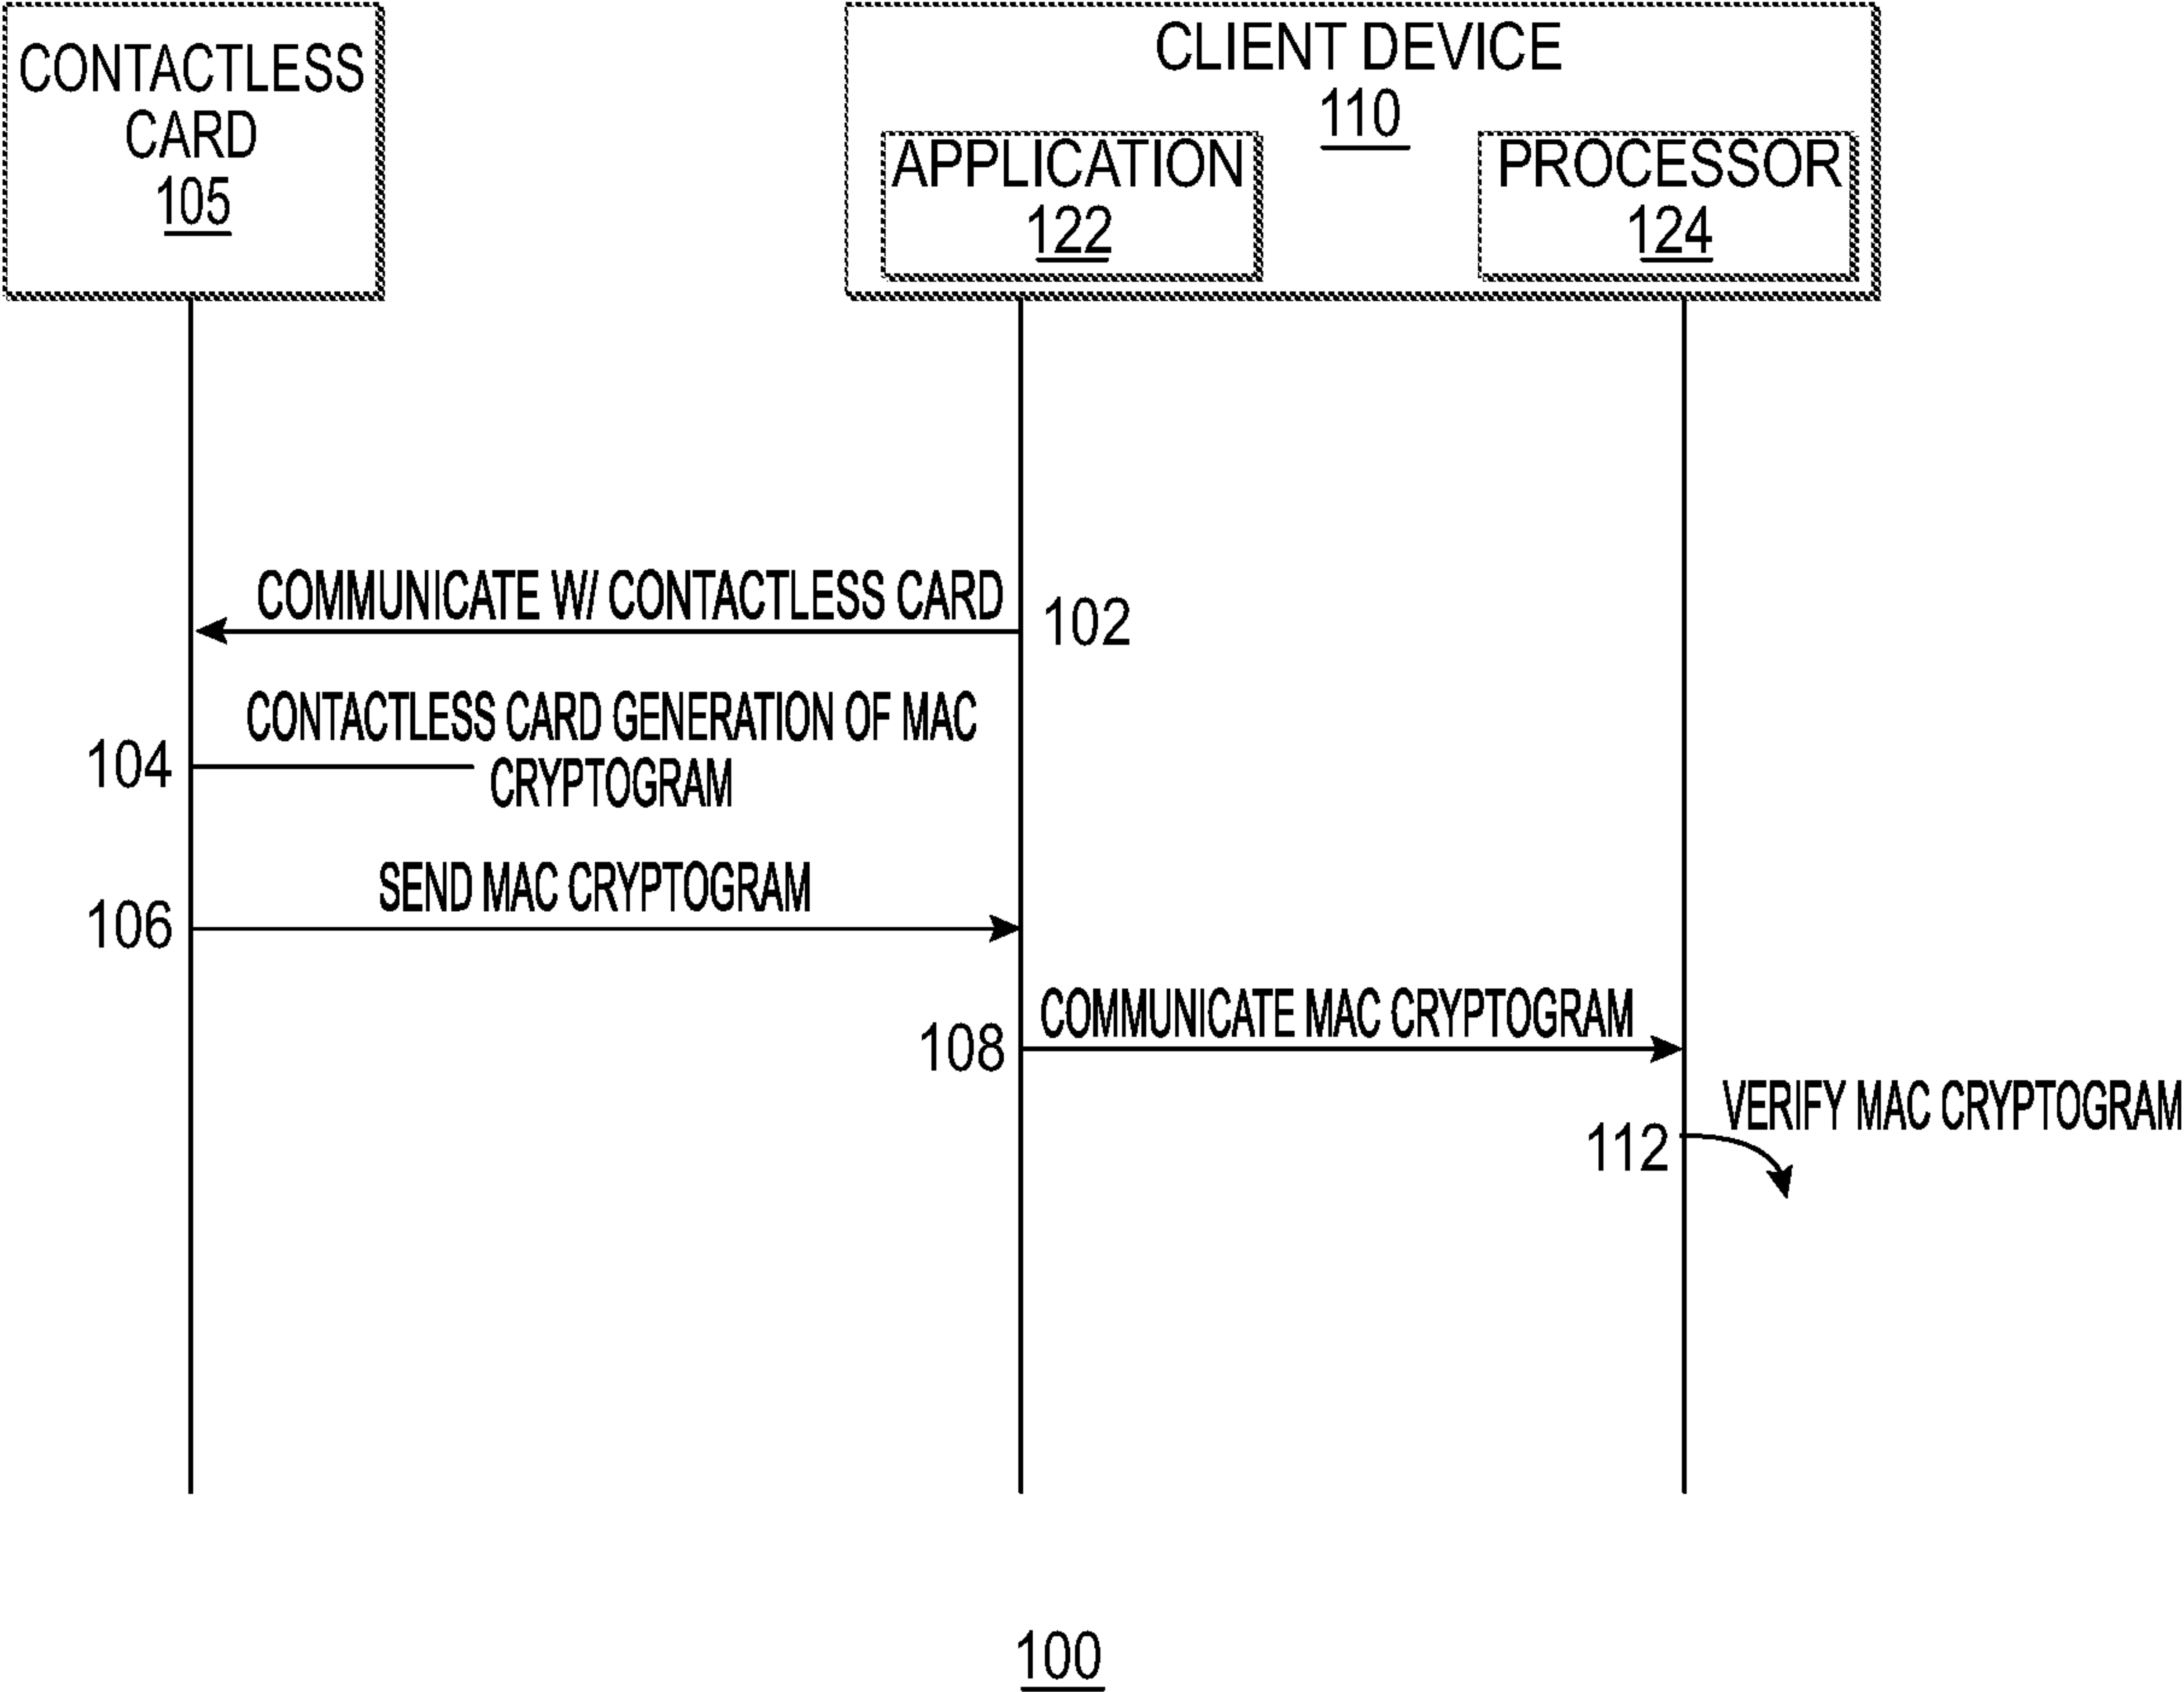 CONTACTLESS
CARD
105
CLIENT DEVICE
110
APPLICATION
122
PROCESSOR
124
COMMUNICATE W/ CONTACTLESS CARD
102
CONTACTLESS CARD GENERATION OF MAC
104
CRYPTOGRAM
SEND MAC CRYPTOGRAM
106
COMMUNICATE MAC CRYPTOGRAM
108
VERIFY MAC CRYPTOGRAM
112
100